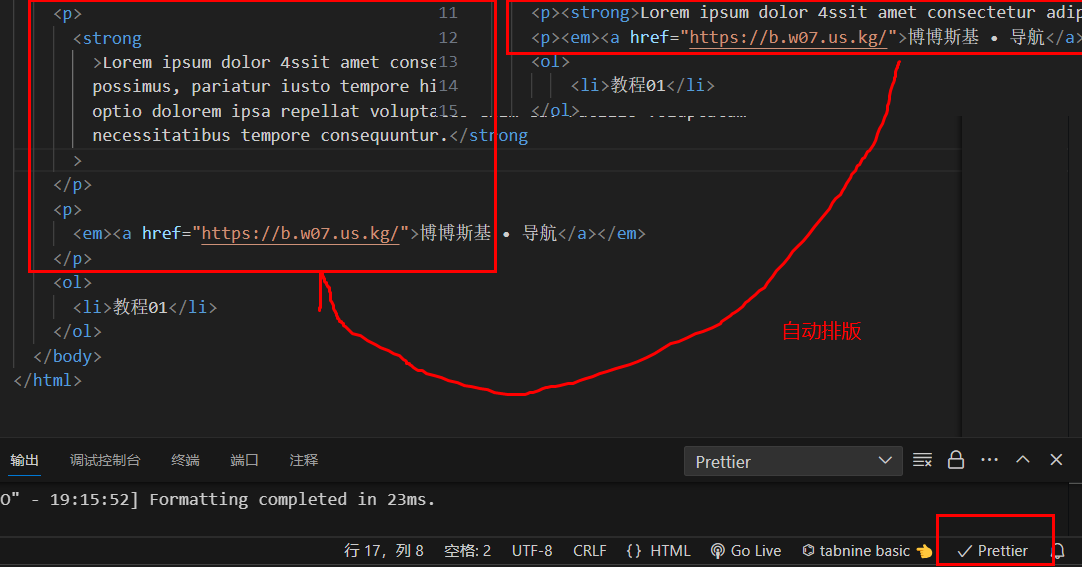 <p>
<strong
>Lorem ipsum dolor 4ssit amet conse
possimus, pariatur iusto tempore hi
optio dolorem ipsa repellat volupta
necessitatibus tempore consequuntur.</strong
>
</p>
<p>
<em><a href="https://b.w07.us.kg/">博博斯基 • 导航</a></em>
</p>
<ol>
<li>教程01</li>
</ol>
</body>
</html>
11 <p><strong>Lorem ipsum dolor 4ssit amet consectetur adip
12 <p><em><a href="https://b.w07.us.kg/">博博斯基 • 导航</a>
13 <ol>
14 <li>教程01</li>
15 </ol>
自动排版
输出 调试控制台 终端 端口 注释
Prettier
O" - 19:15:52] Formatting completed in 23ms.
行 17，列 8 空格: 2 UTF-8 CRLF {} HTML Go Live tabnine basic 👈 Prettier